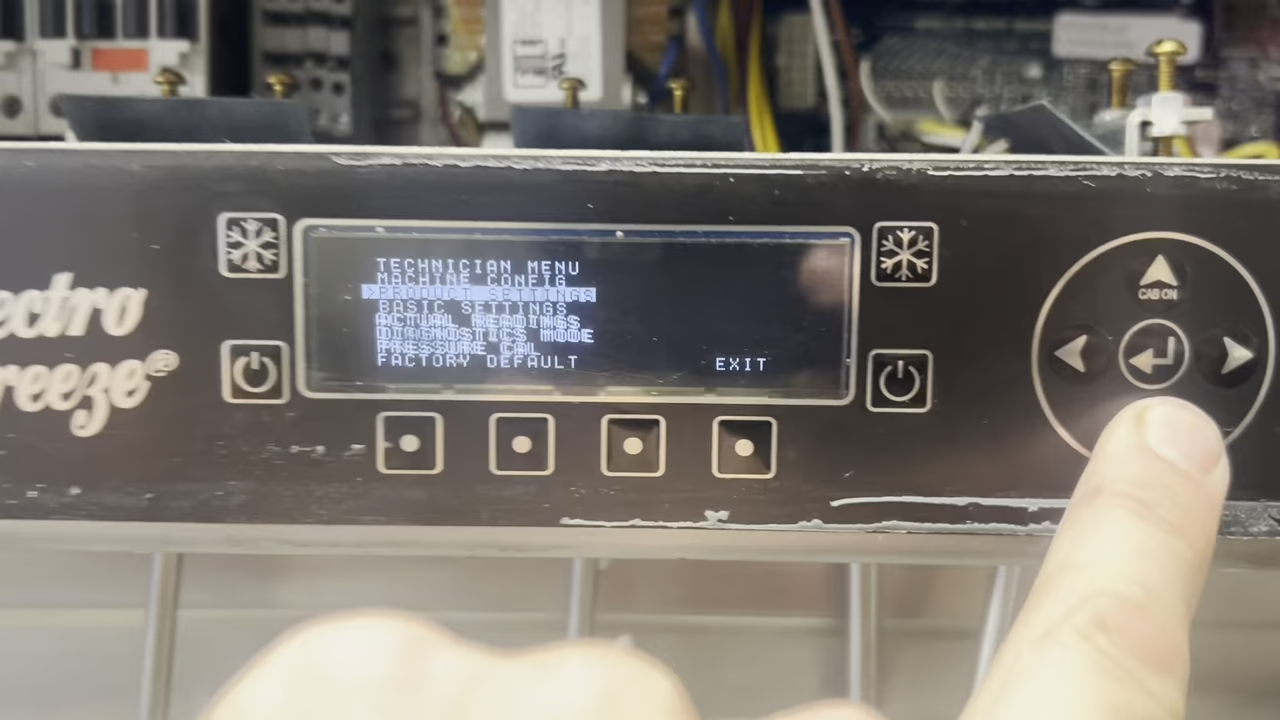 TECHNICIAN MENU
MACHINE CONFIG
>PRODUCT SETTINGS
BASIC SETTINGS
ACTUAL READINGS
DIAGNOSTICS MODE
PRESSURE CAL
FACTORY DEFAULT
EXIT
CAB ON
ectro
reeze®